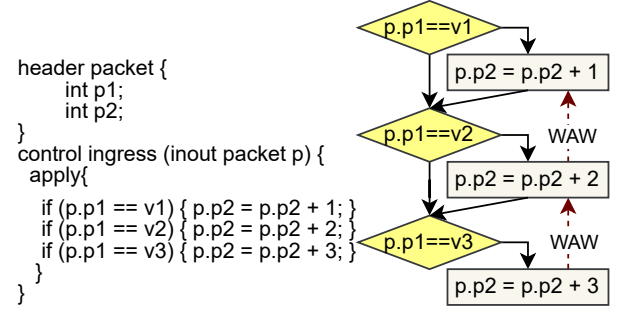 header packet {
int p1;
int p2;
}
control ingress (inout packet p) {
apply{
if (p.p1 == v1) { p.p2 = p.p2 + 1; }
if (p.p1 == v2) { p.p2 = p.p2 + 2; }
if (p.p1 == v3) { p.p2 = p.p2 + 3; }
}
}
p.p1==v1
p.p2 = p.p2 + 1
p.p1==v2
WAW
p.p2 = p.p2 + 2
p.p1==v3
WAW
p.p2 = p.p2 + 3